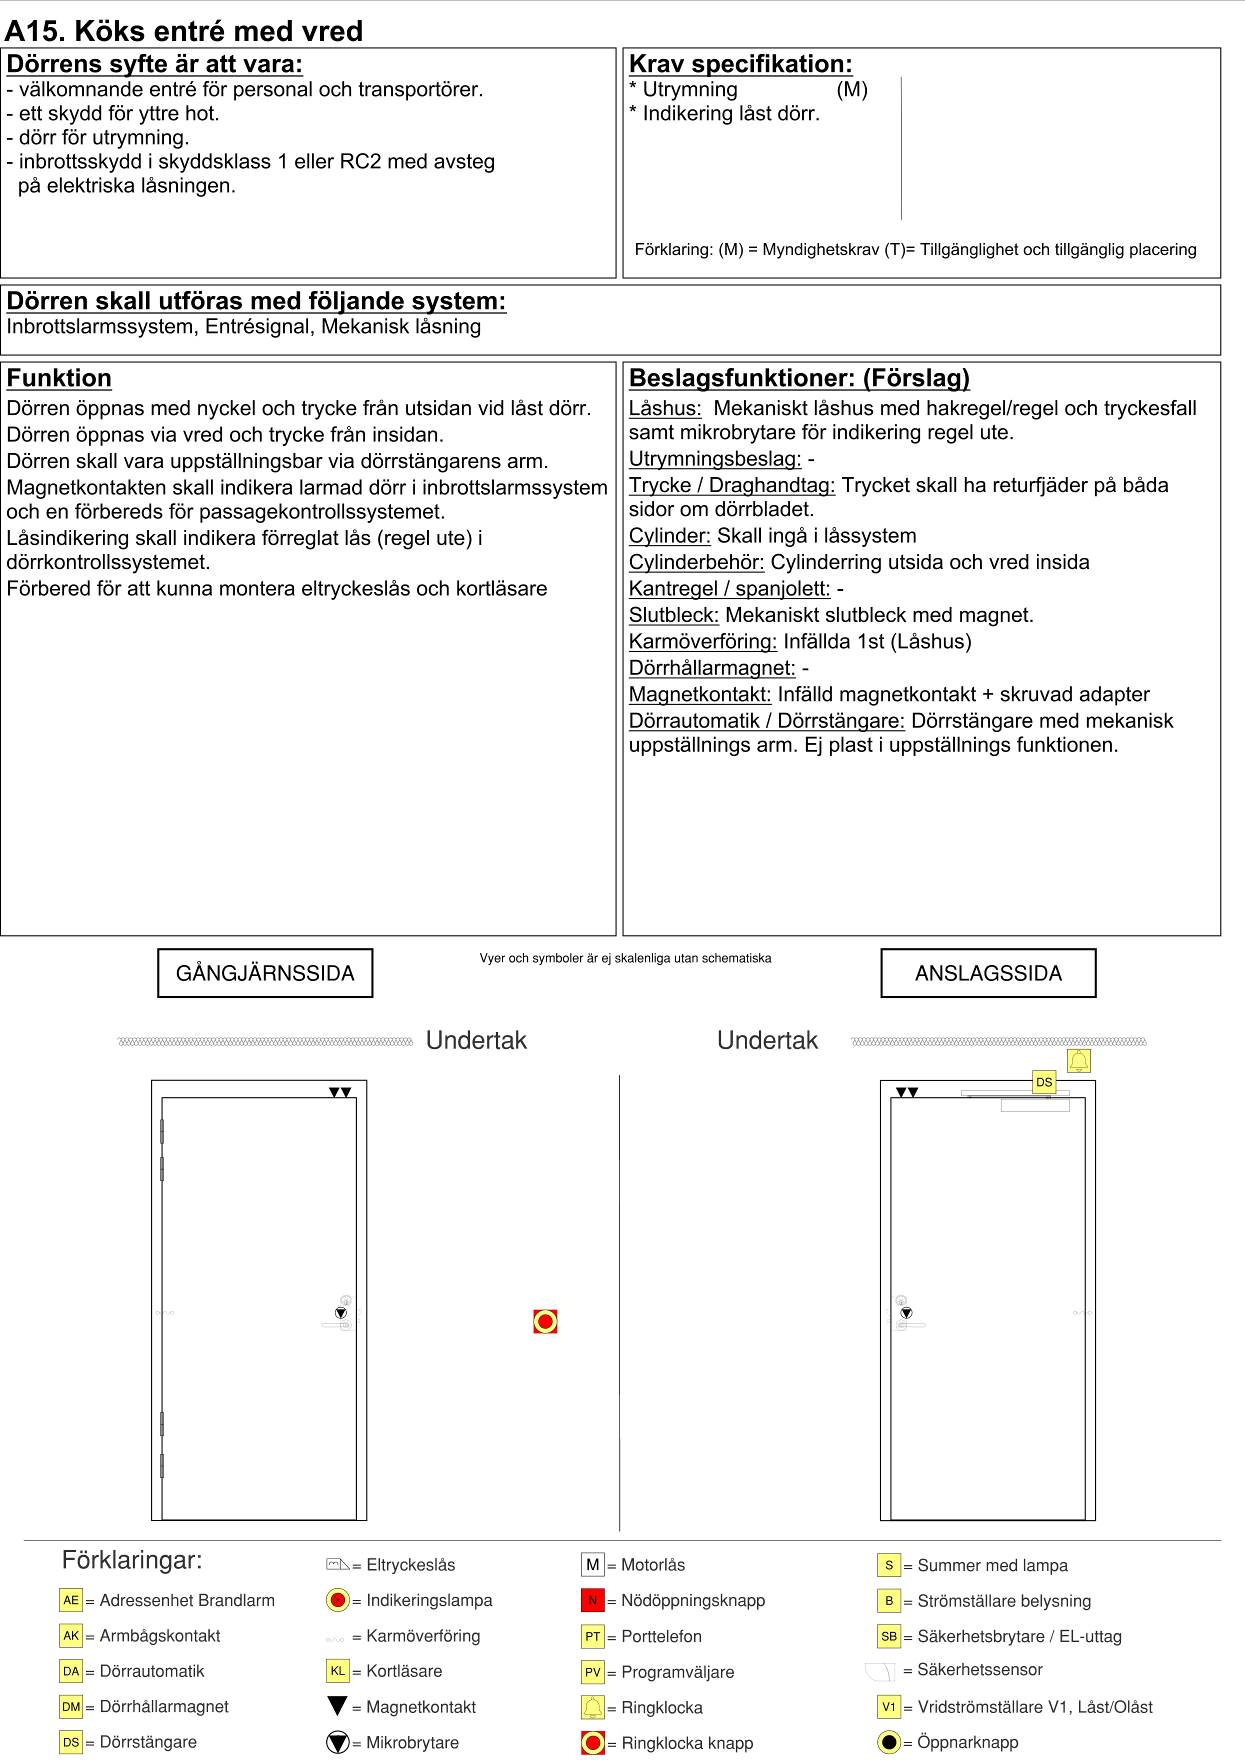 A15. Köks entré med vred
Dörrens syfte är att vara:
- välkomnande entré för personal och transportörer.
- ett skydd för yttre hot.
- dörr för utrymning.
- inbrottsskydd i skyddsklass 1 eller RC2 med avsteg
på elektriska låsningen.
Krav specifikation:
* Utrymning (M)
* Indikering låst dörr.
Förklaring: (M) = Myndighetskrav (T)= Tillgänglighet och tillgänglig placering
Dörren skall utföras med följande system:
Inbrottslarmssystem, Entrésignal, Mekanisk låsning
Funktion
Dörren öppnas med nyckel och trycke från utsidan vid låst dörr.
Dörren öppnas via vred och trycke från insidan.
Dörren skall vara uppställningsbar via dörrstängarens arm.
Magnetkontakten skall indikera larmad dörr i inbrottslarmssystem
och en förbereds för passagekontrollssystemet.
Låsindikering skall indikera förreglat lås (regel ute) i
dörrkontrollssystemet.
Förbered för att kunna montera eltryckeslås och kortläsare
Beslagsfunktioner: (Förslag)
Låshus: Mekaniskt låshus med hakregel/regel och tryckesfall
samt mikrobrytare för indikering regel ute.
Utrymningsbeslag: -
Trycke / Draghandtag: Trycket skall ha returfjäder på båda
sidor om dörrbladet.
Cylinder: Skall ingå i låssystem
Cylinderbehör: Cylinderring utsida och vred insida
Kantregel / spanjolett: -
Slutbleck: Mekaniskt slutbleck med magnet.
Karmöverföring: Infällda 1st (Låshus)
Dörrhållarmagnet: -
Magnetkontakt: Infälld magnetkontakt + skruvad adapter
Dörrautomatik / Dörrstängare: Dörrstängare med mekanisk
uppställnings arm. Ej plast i uppställnings funktionen.
GÅNGJÄRNSSIDA
Vyer och symboler är ej skalenliga utan schematiska
ANSLAGSSIDA
Undertak
Undertak
DS
Förklaringar:
AE = Adressenhet Brandlarm
AK = Armbågskontakt
DA = Dörrautomatik
DM = Dörrhållarmagnet
DS = Dörrstängare
= Eltryckeslås
= Indikeringslampa
= Karmöverföring
KL = Kortläsare
= Magnetkontakt
= Mikrobrytare
M = Motorlås
N = Nödöppningsknapp
PT = Porttelefon
PV = Programväljare
= Ringklocka
= Ringklocka knapp
S = Summer med lampa
B = Strömställare belysning
SB = Säkerhetsbrytare / EL-uttag
= Säkerhetssensor
V1 = Vridströmställare V1, Låst/Olåst
= Öppnarknapp